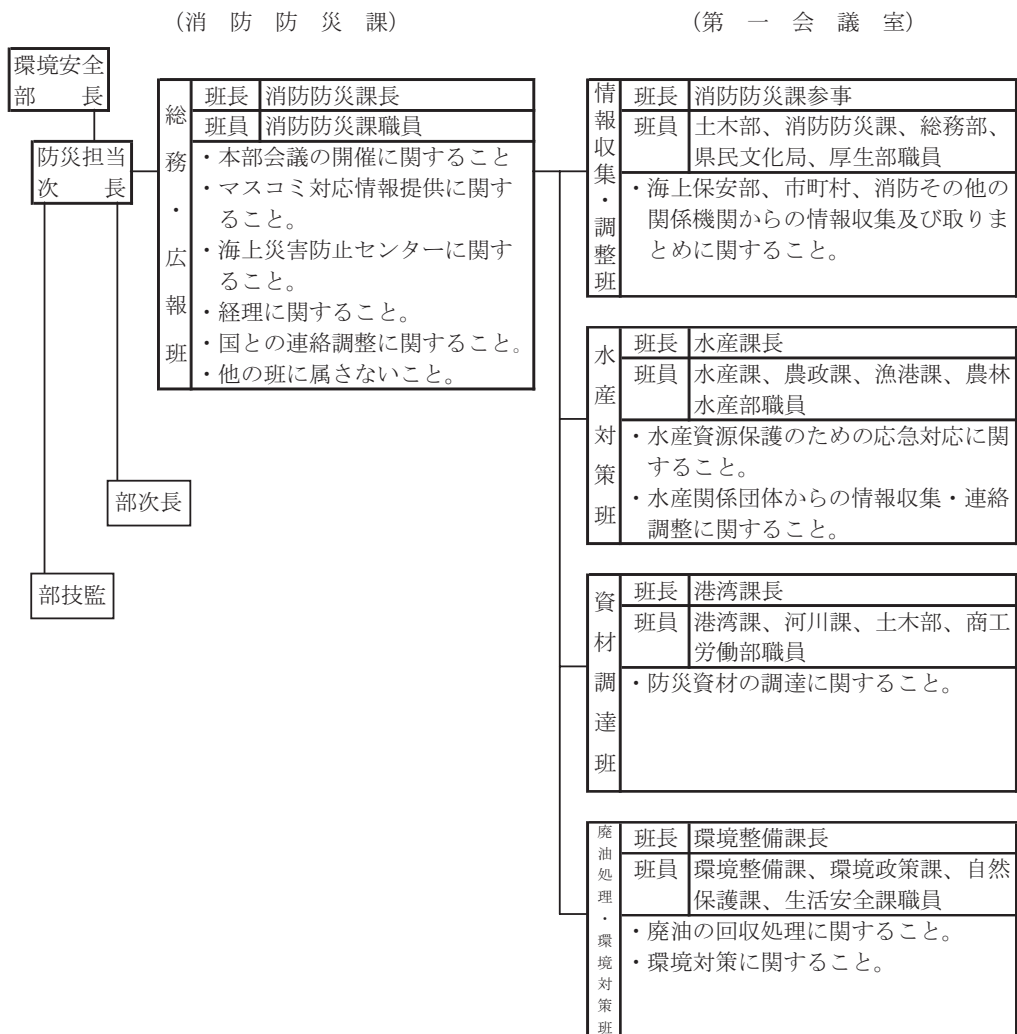 （消　防　防　災　課）
（第　一　会　議　室）
環境安全
部　　長
防災担当
次　　長
部次長
部技監
総務・広報班
班長 消防防災課長
班員 消防防災課職員
・本部会議の開催に関すること
・マスコミ対応情報提供に関す
ること。
・海上災害防止センターに関す
ること。
・経理に関すること。
・国との連絡調整に関すること。
・他の班に属さないこと。
情報収集・調整班
班長 消防防災課参事
班員 土木部、消防防災課、総務部、
県民文化局、厚生部職員
・海上保安部、市町村、消防その他の
関係機関からの情報収集及び取りま
とめに関すること。
水産対策班
班長 水産課長
班員 水産課、農政課、漁港課、農林
水産部職員
・水産資源保護のための応急対応に関
すること。
・水産関係団体からの情報収集・連絡
調整に関すること。
資材調達班
班長 港湾課長
班員 港湾課、河川課、土木部、商工
労働部職員
・防災資材の調達に関すること。
廃油処理・環境対策班
班長 環境整備課長
班員 環境整備課、環境政策課、自然
保護課、生活安全課職員
・廃油の回収処理に関すること。
・環境対策に関すること。